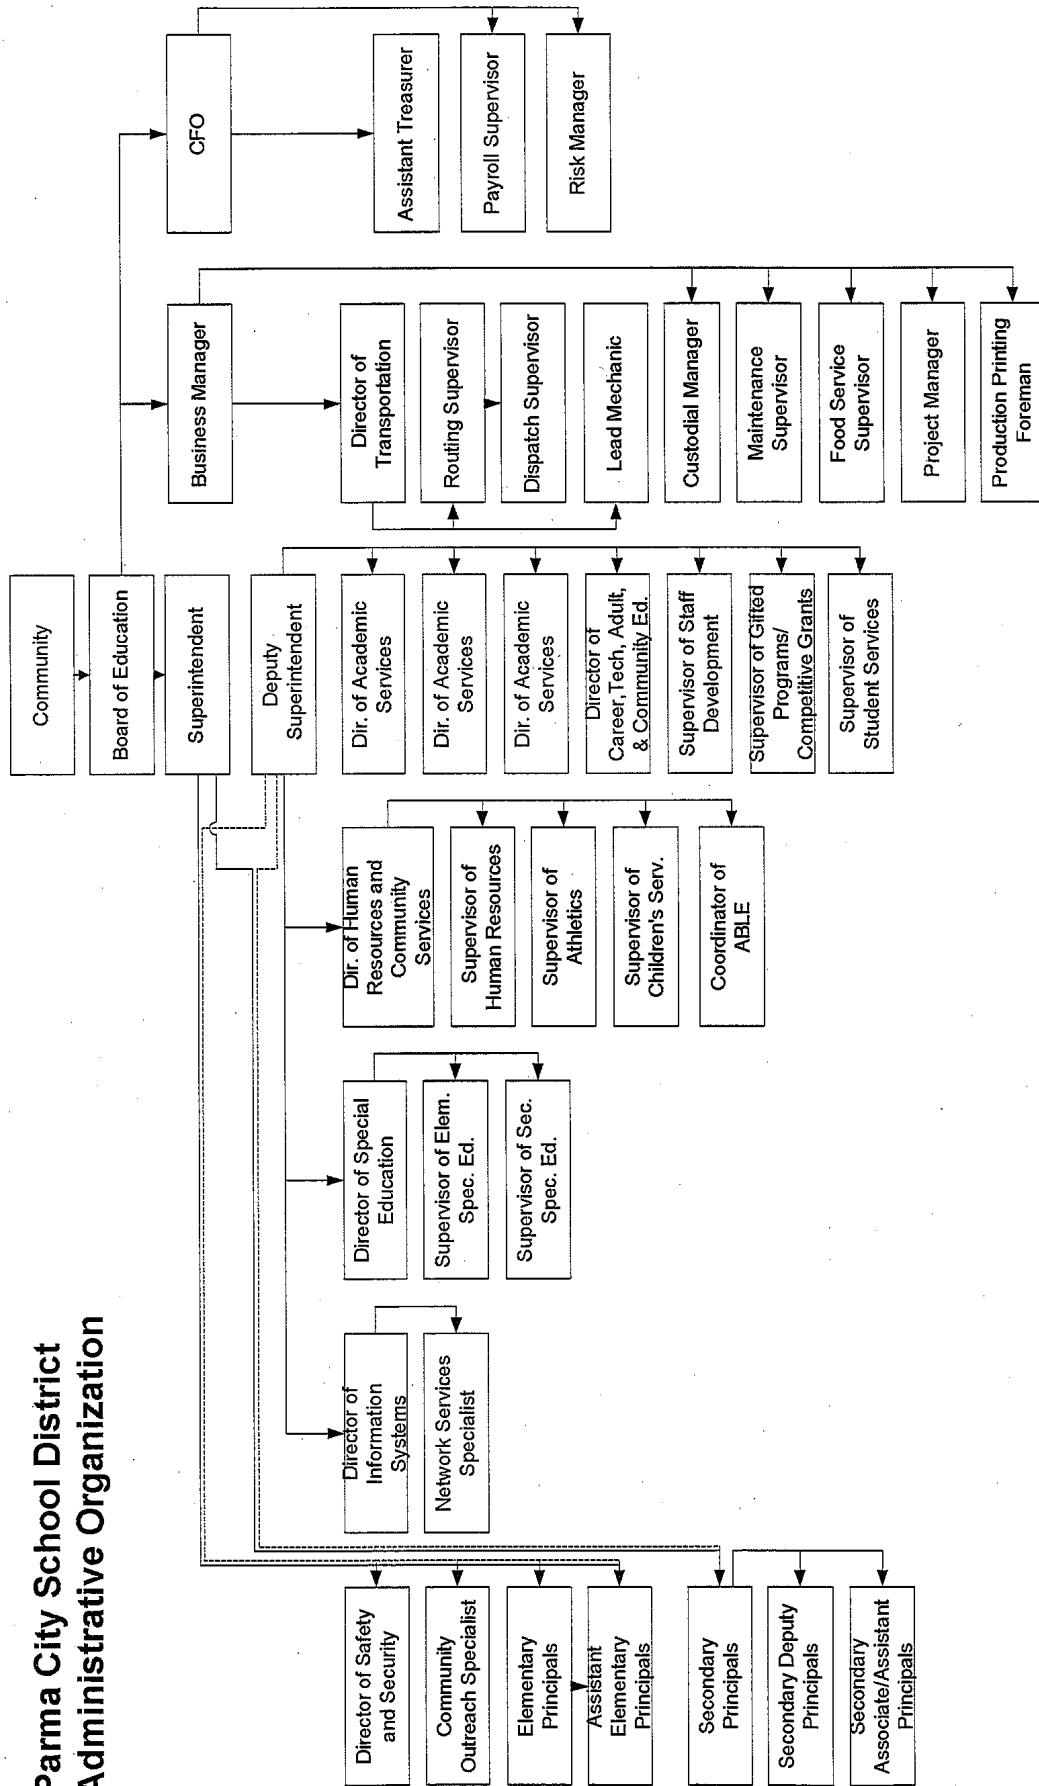 Parma City School District
Administrative Organization
Community
Board of Education
Superintendent
Deputy
Superintendent
Business Manager
CFO
Director of Safety
and Security
Community
Outreach Specialist
Elementary
Principals
Assistant
Elementary
Principals
Secondary
Principals
Secondary Deputy
Principals
Secondary
Associate/Assistant
Principals
Director of
Information
Systems
Network Services
Specialist
Director of Special
Education
Supervisor of Elem.
Spec. Ed.
Supervisor of Sec.
Spec. Ed.
Dir. of Human
Resources and
Community
Services
Supervisor of
Human Resources
Supervisor of
Athletics
Supervisor of
Children's Serv.
Coordinator of
ABLE
Dir. of Academic
Services
Dir. of Academic
Services
Dir. of Academic
Services
Director of
Career,Tech, Adult,
& Community Ed.
Supervisor of Staff
Development
Supervisor of Gifted
Programs/
Competitive Grants
Supervisor of
Student Services
Director of
Transportation
Routing Supervisor
Dispatch Supervisor
Lead Mechanic
Custodial Manager
Maintenance
Supervisor
Food Service
Supervisor
Project Manager
Production Printing
Foreman
Assistant Treasurer
Payroll Supervisor
Risk Manager